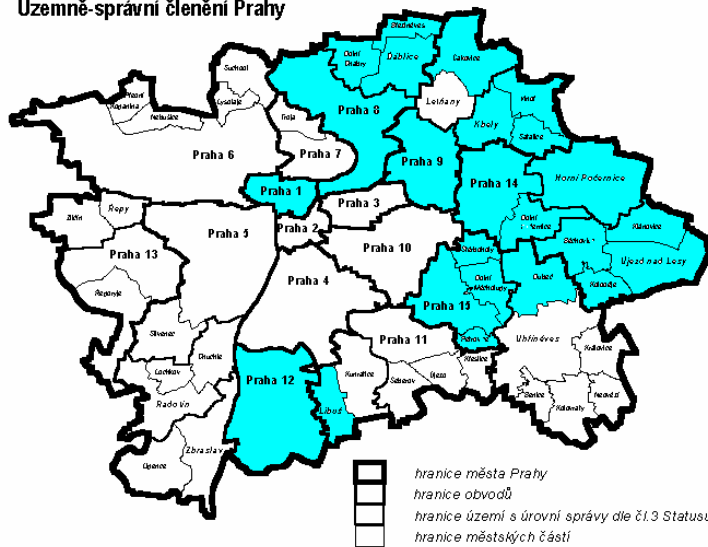 Územně-správní členění Prahy
Březiněves
Dolní
Chabry
Ďáblice
Čakovice
Suchdol
Přední
Kopanina
Lysolaje
Nebušice
Letňany
Vinoř
Praha 8
Troja
Kbely
Satalice
Praha 6
Praha 7
Praha 9
Praha 14
Horní Počernice
Praha 1
Praha 3
Zličín
Řepy
Praha 5
Praha 2
Dolní
Běchovice
Klánovice
Praha 13
Praha 10
Štěrboholy
Újezd nad Lesy
Praha 4
Dolní
Měcholupy
Dubeč
Koloděje
Řeporyje
Praha 15
Slivenec
Praha 11
Petrovice
Uhříněves
Královice
Chuchle
Křeslice
Lochkov
Praha 12
Kunratice
Šeberov
Újezd
Radotín
Libuš
Benice
Nedvězí
Kolovraty
Zbraslav
Lipence
hranice města Prahy
hranice obvodů
hranice území s úrovní správy dle čl.3 Statusu
hranice městských částí